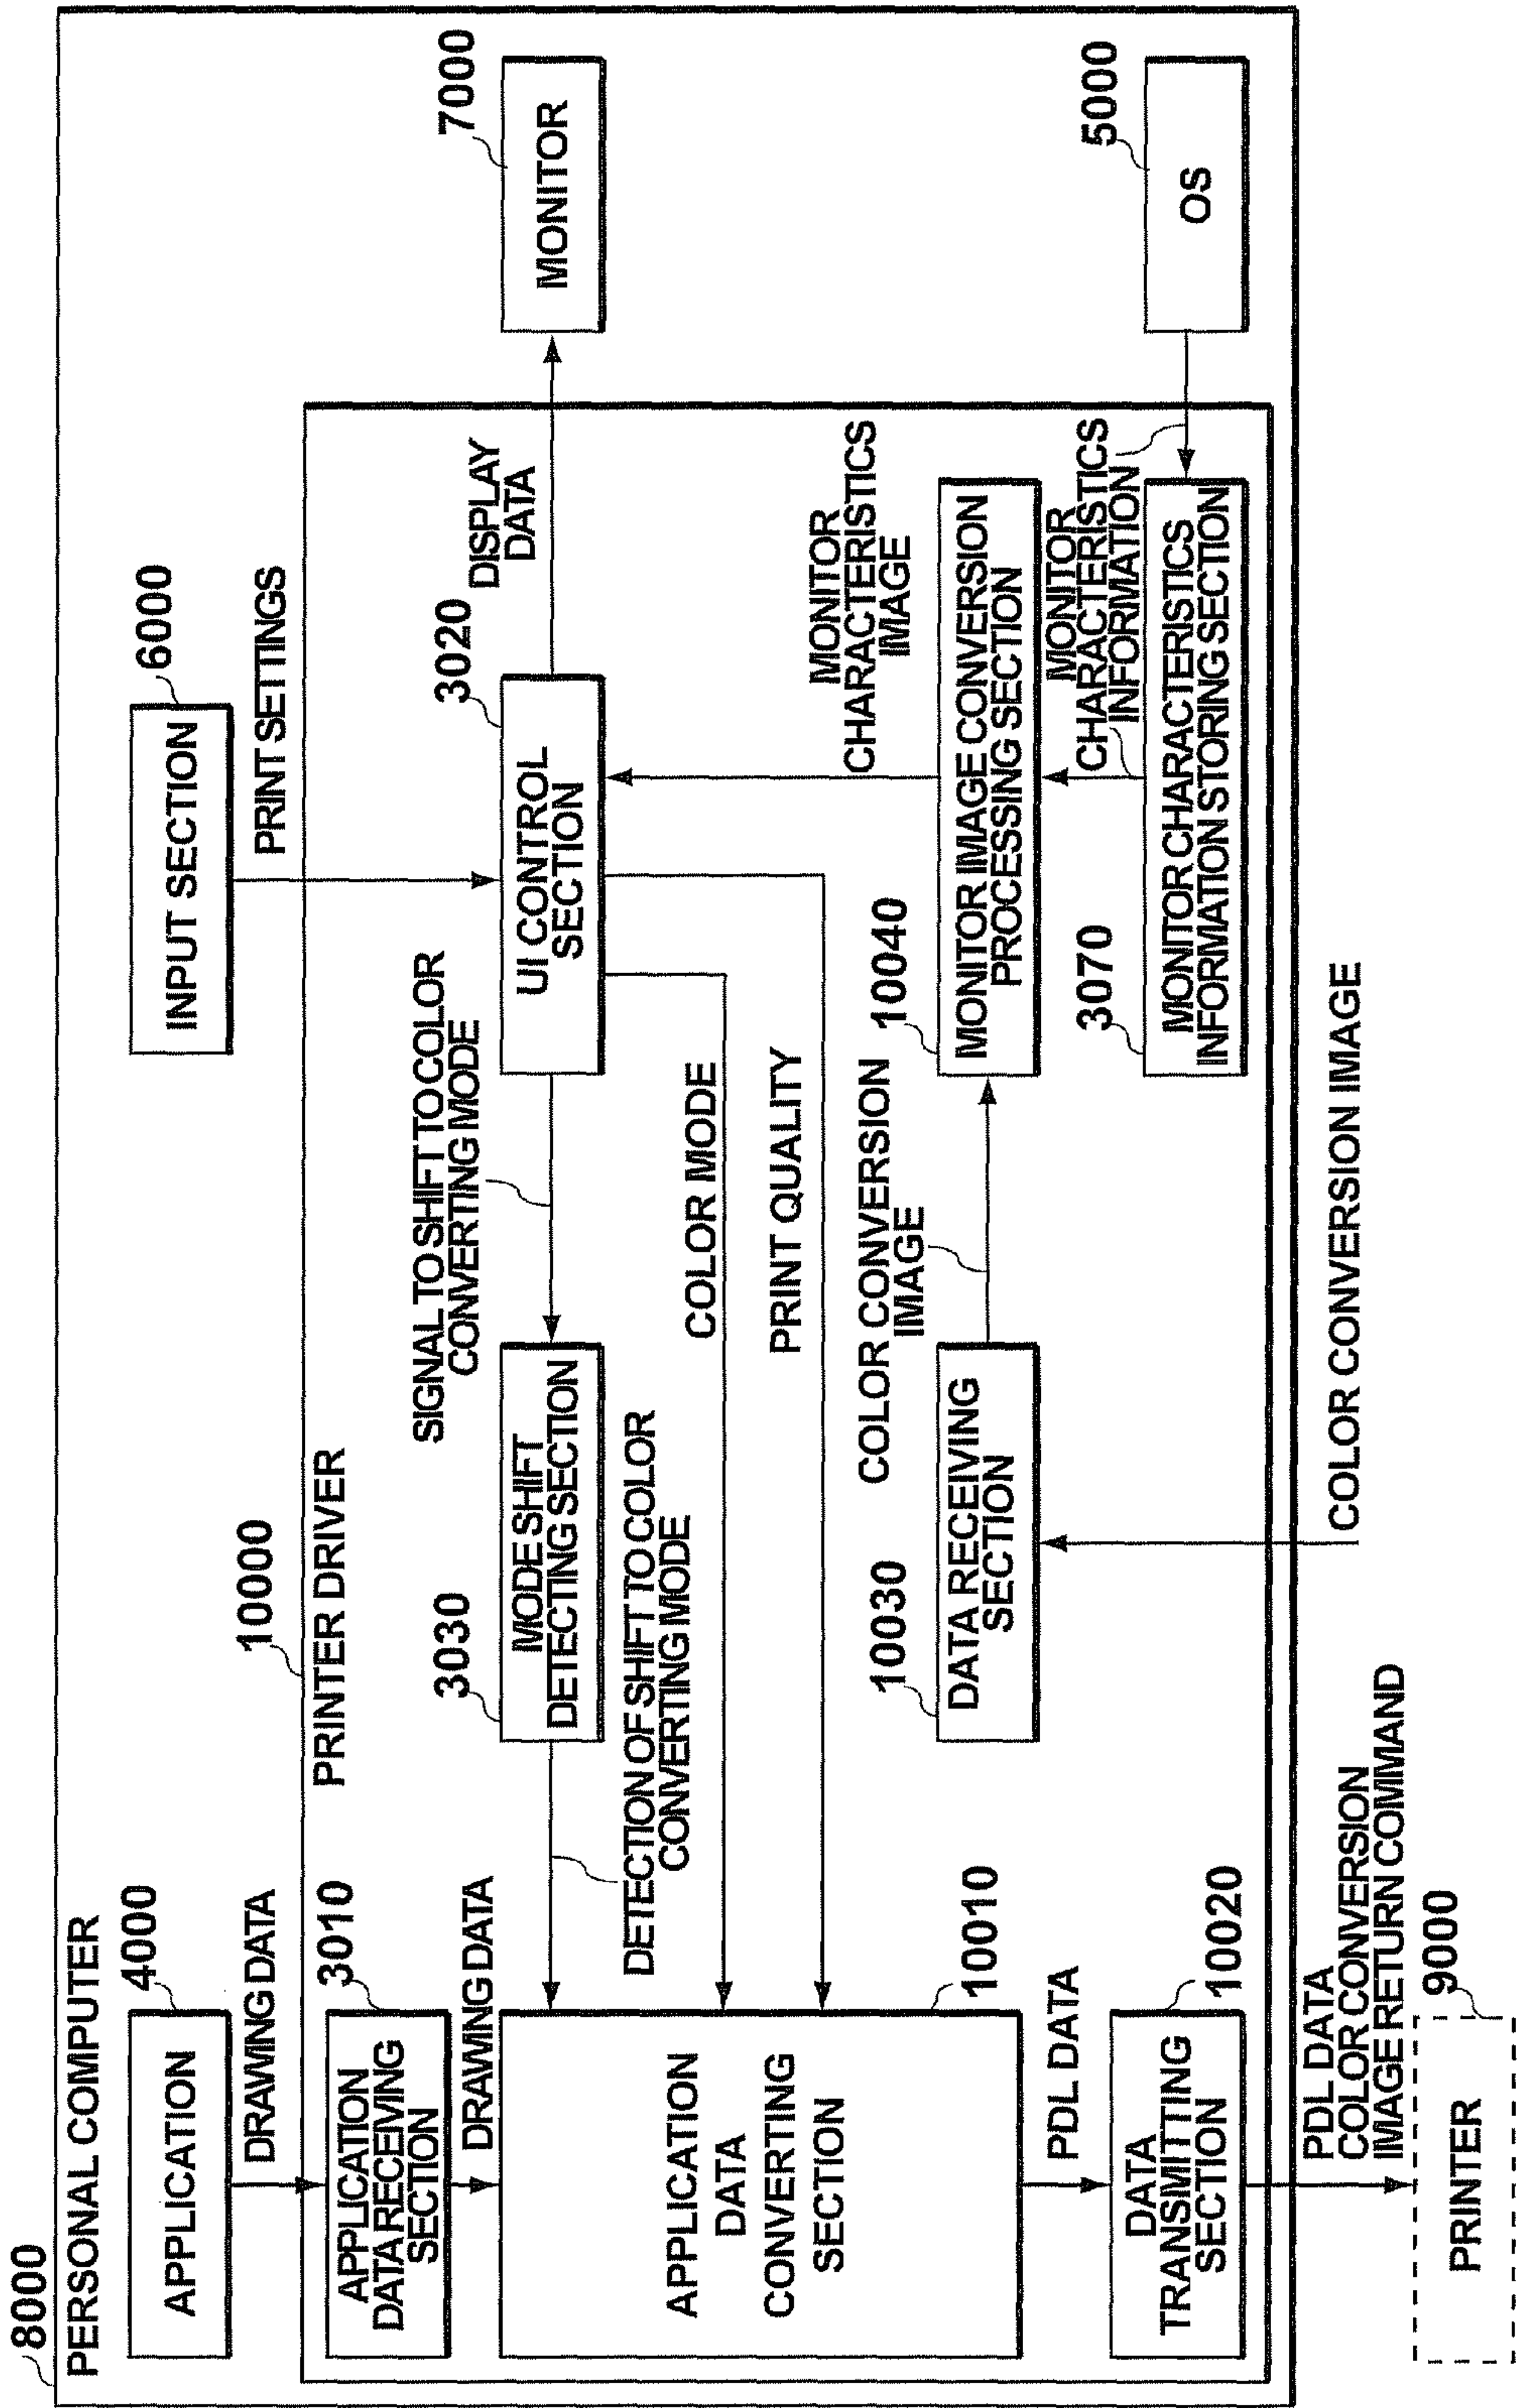 8000
PERSONAL COMPUTER
4000
APPLICATION
DRAWING DATA
10000
PRINTER DRIVER
3010
APPLICATION
DATA RECEIVING
SECTION
DRAWING DATA
APPLICATION
DATA
CONVERTING
SECTION
10010
PDL DATA
DATA
TRANSMITTING
SECTION
10020
PDL DATA
COLOR CONVERSION
IMAGE RETURN COMMAND
9000
PRINTER
6000
INPUT SECTION
PRINT SETTINGS
3030
MODE SHIFT
DETECTING SECTION
DETECTION OF SHIFT TO COLOR
CONVERTING MODE
SIGNAL TO SHIFT TO COLOR
CONVERTING MODE
3020
UI CONTROL
SECTION
COLOR MODE
PRINT QUALITY
DISPLAY
DATA
7000
MONITOR
10030
DATA RECEIVING
SECTION
COLOR CONVERSION
IMAGE
10040
MONITOR IMAGE CONVERSION
PROCESSING SECTION
MONITOR
CHARACTERISTICS
IMAGE
3070
MONITOR CHARACTERISTICS
INFORMATION STORING SECTION
MONITOR
CHARACTERISTICS
INFORMATION
5000
OS
COLOR CONVERSION IMAGE